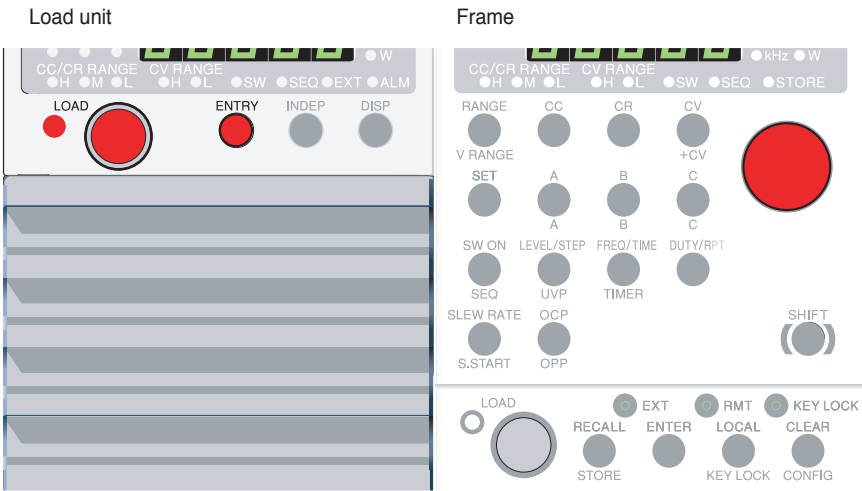 Load unit
W
CC/CR RANGE CV RANGE
H M L H L SW SEQ EXT ALM
LOAD ENTRY INDEP DISP
Frame
kHz W
CC/CR RANGE CV RANGE
H M L H L SW SEQ STORE
RANGE CC CR CV
V RANGE +CV
SET A B C
A B C
SW ON LEVEL/STEP FREQ/TIME DUTY/RPT
SEQ UVP TIMER
SLEW RATE OCP SHIFT
S.START OPP
LOAD EXT RMT KEY LOCK
RECALL ENTER LOCAL CLEAR
STORE KEY LOCK CONFIG